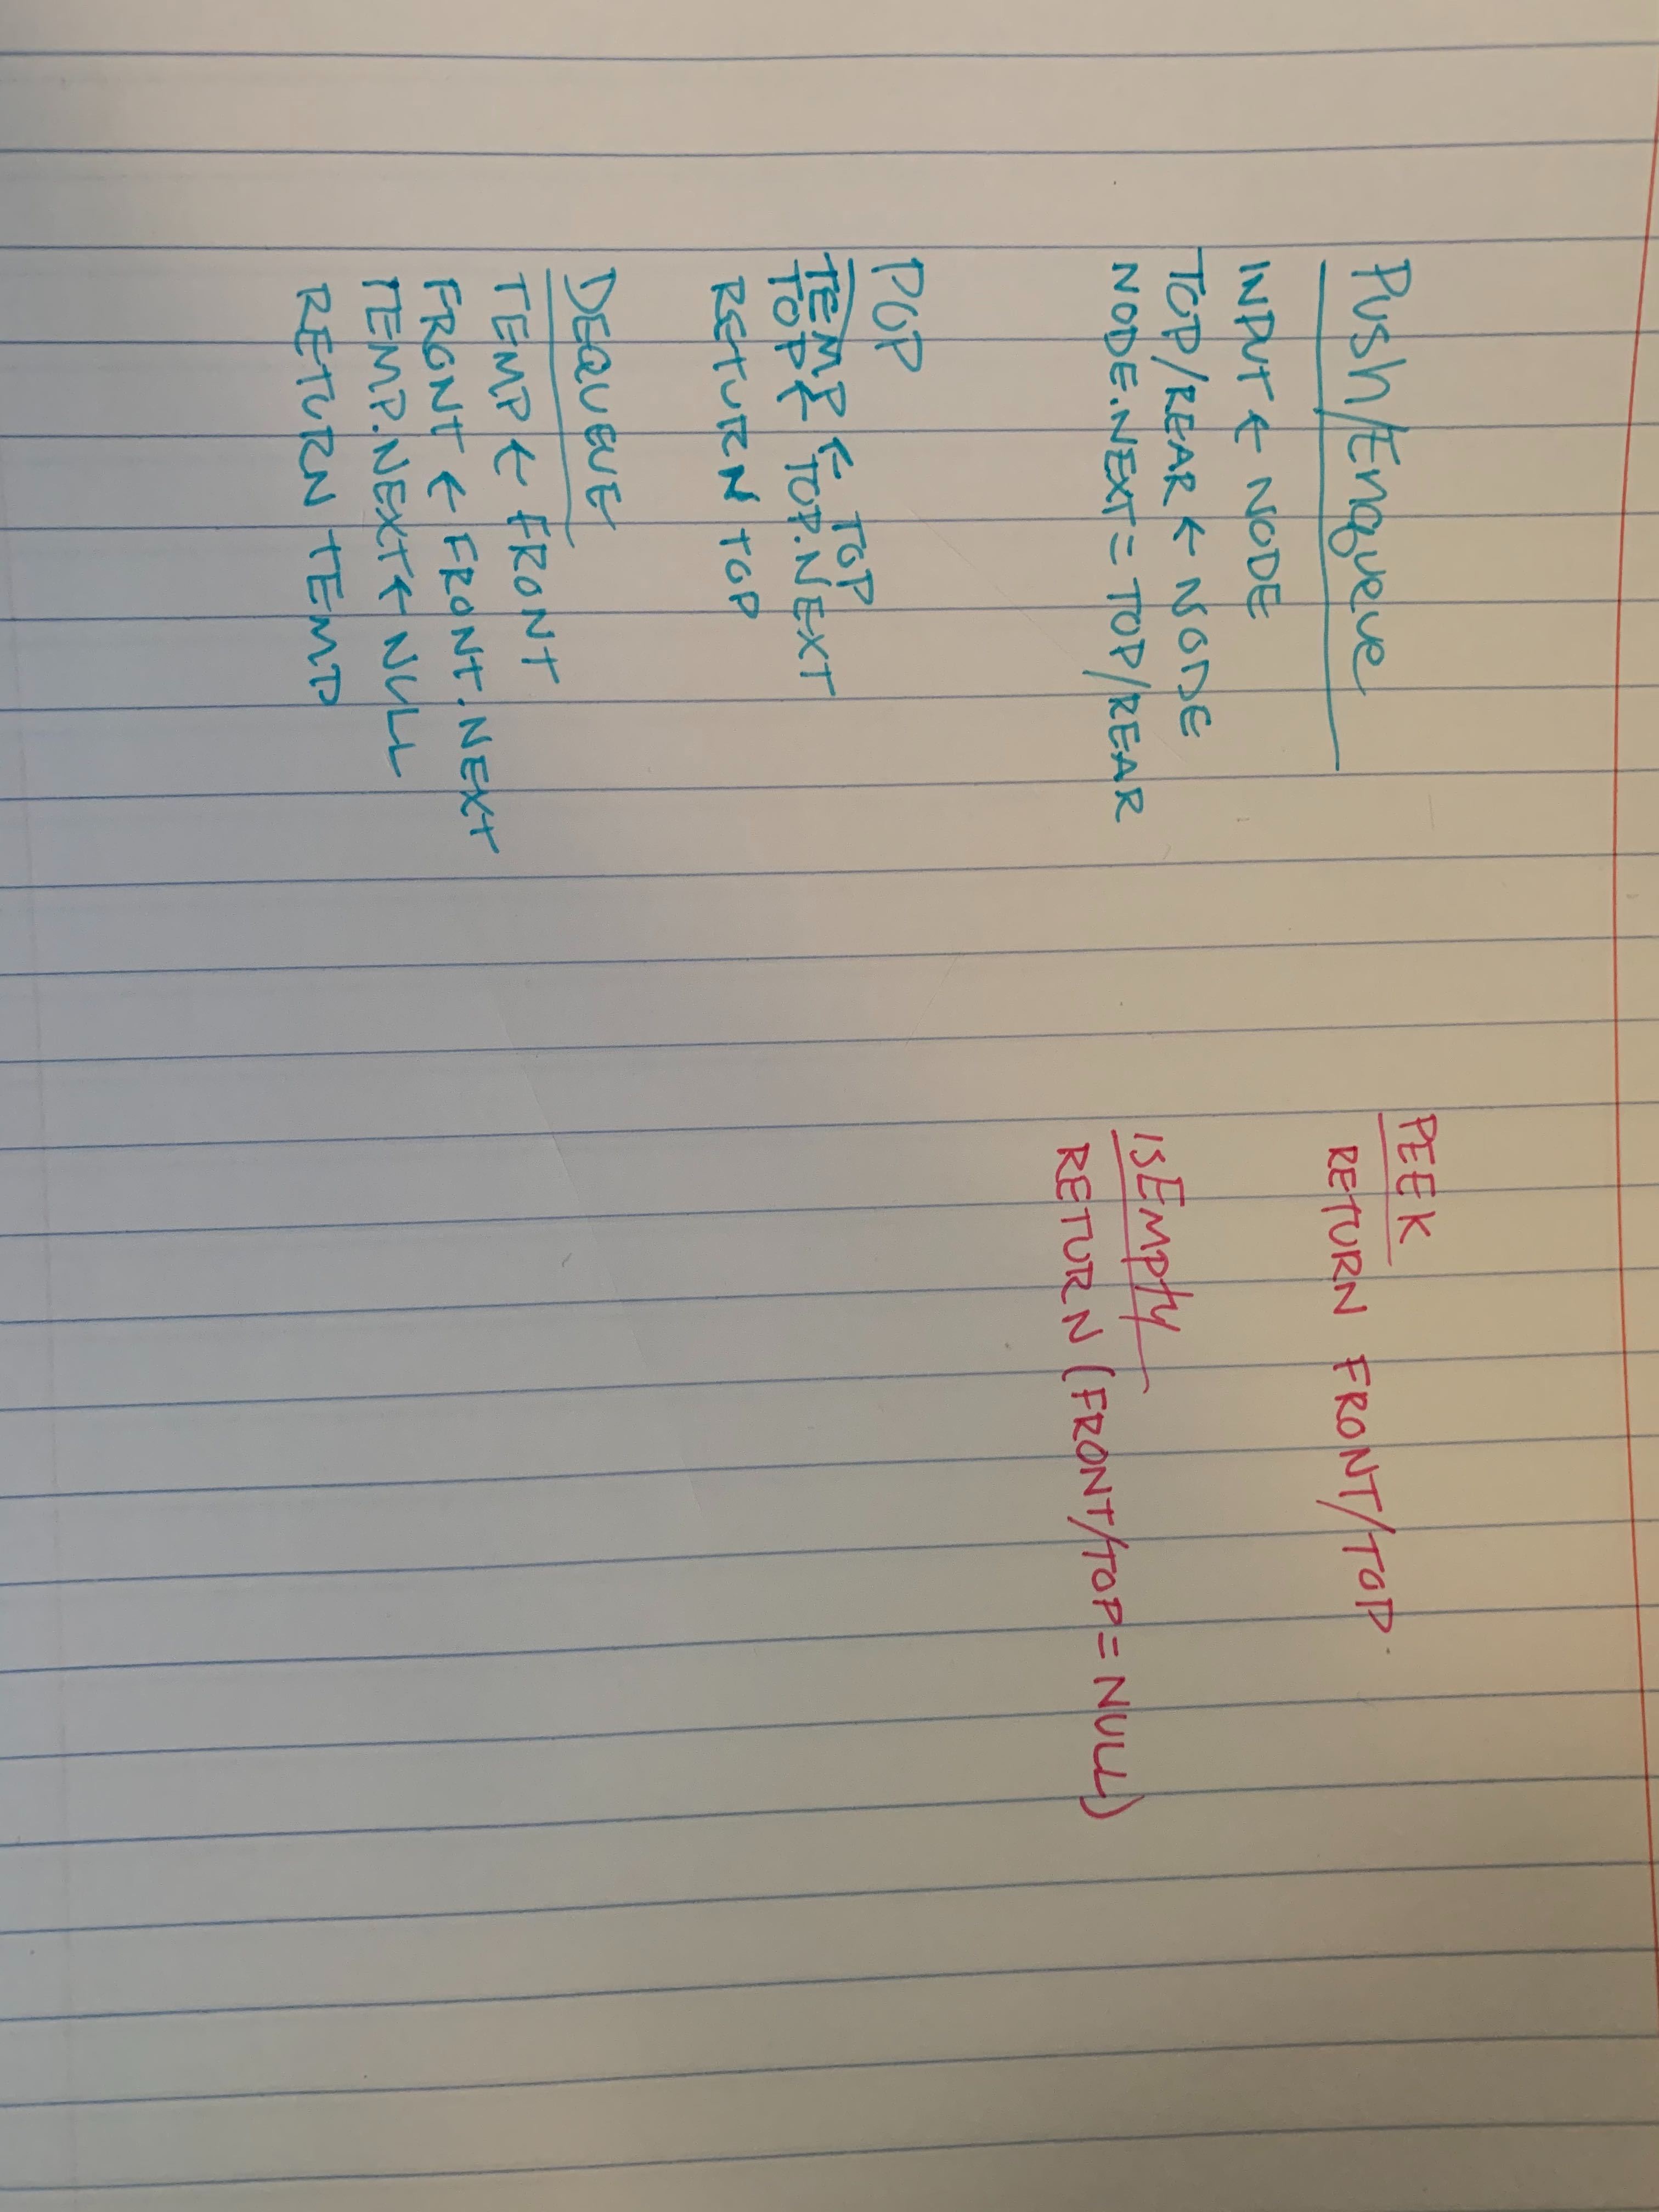 Push/Enqueue
INPUT ← NODE
TOP/REAR ← NODE
NODE.NEXT = TOP/REAR
POP
TEMP ← TOP
TOP ← TOP.NEXT
RETURN TOP
DEQUEUE
TEMP ← FRONT
FRONT ← FRONT.NEXT
TEMP.NEXT ← NULL
RETURN TEMP
PEEK
RETURN FRONT/TOP
isEmpty
RETURN (FRONT/TOP = NULL)